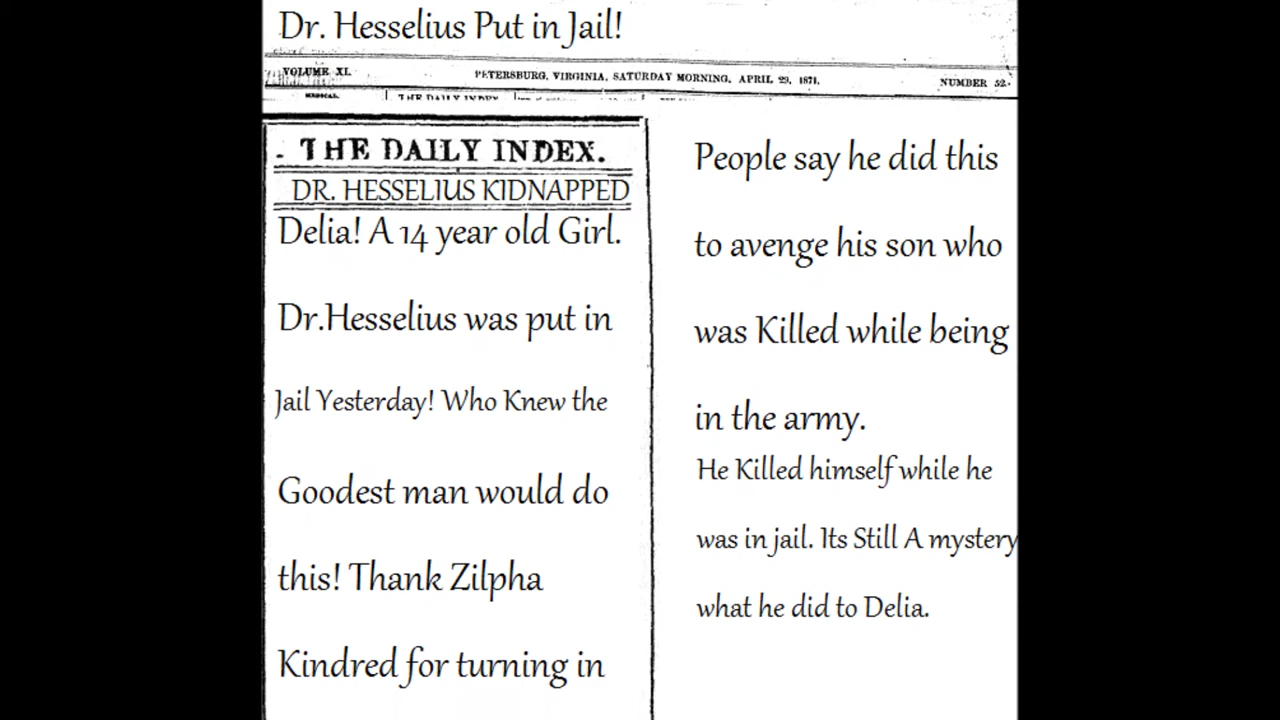 Dr. Hesselius Put in Jail!
VOLUME XI.
PETERSBURG, VIRGINIA, SATURDAY MORNING, APRIL 29, 1871.
NUMBER 52.
MEDICAL.
THE DAILY INDEX
- THE DAILY INDEX.
DR. HESSELIUS KIDNAPPED
Delia! A 14 year old Girl.
Dr.Hesselius was put in
Jail Yesterday! Who Knew the
Goodest man would do
this! Thank Zilpha
Kindred for turning in
People say he did this
to avenge his son who
was Killed while being
in the army.
He Killed himself while he
was in jail. Its Still A mystery
what he did to Delia.